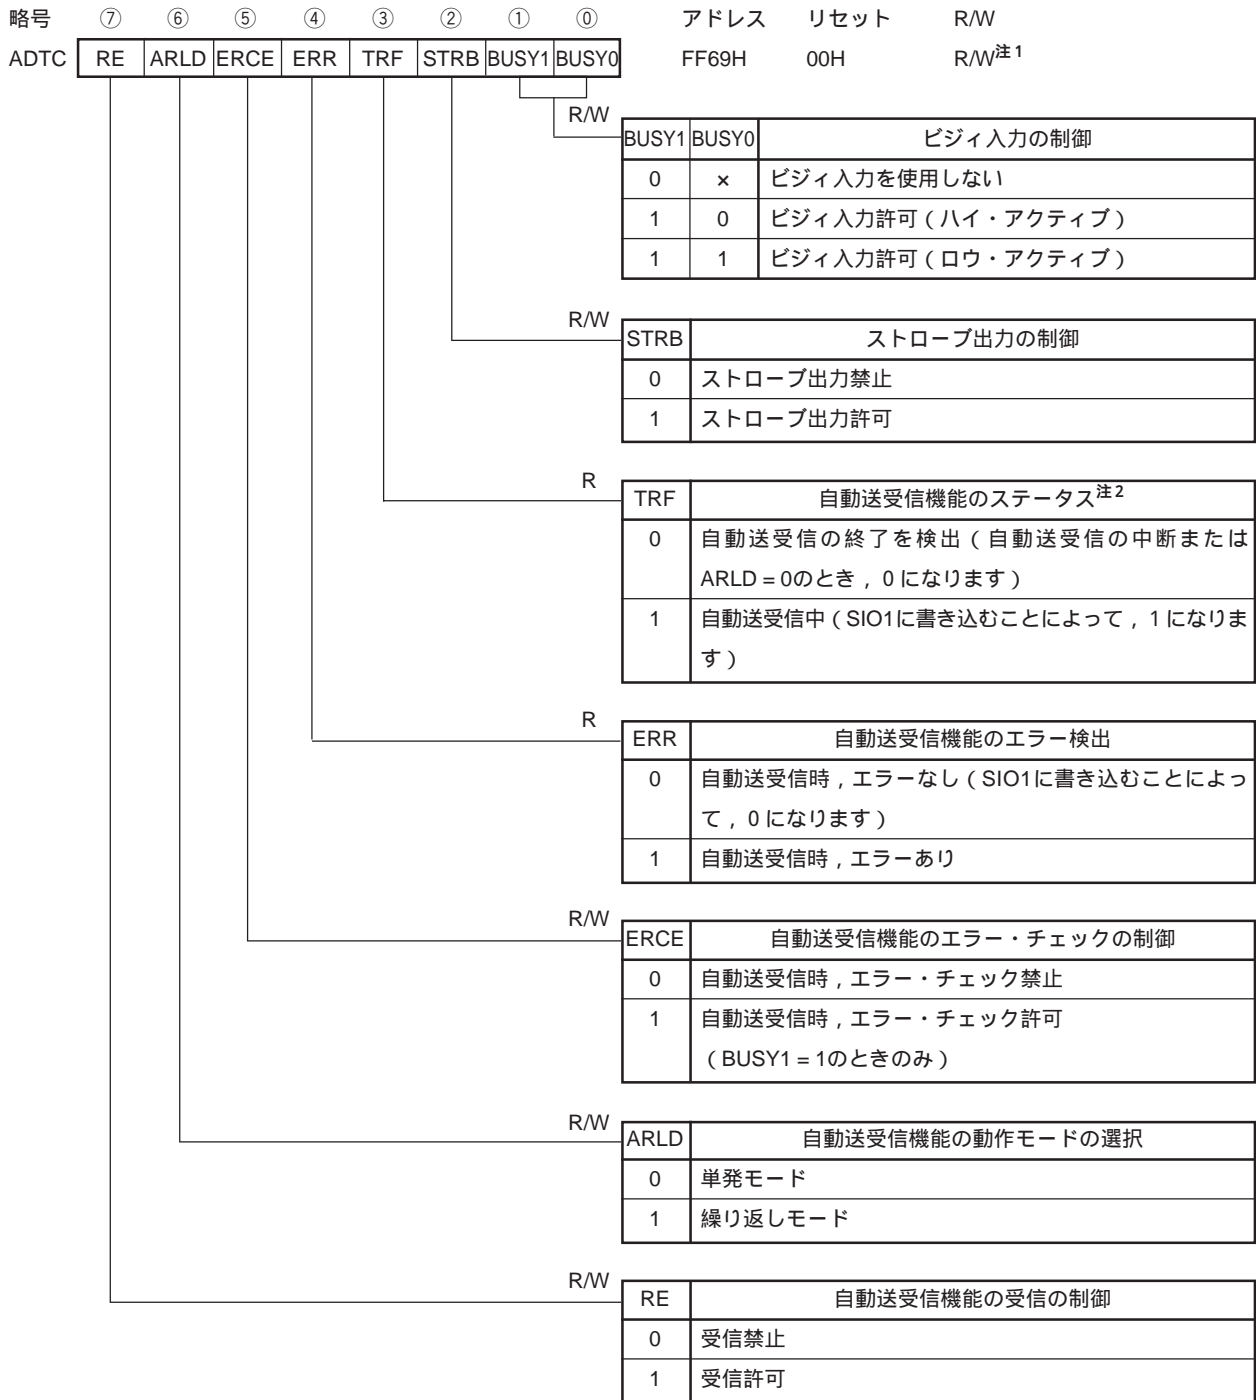 略号 ⑦ ⑥ ⑤ ④ ③ ② ① ⓪ アドレス リセット R/W
ADTC RE ARLD ERCE ERR TRF STRB BUSY1 BUSY0 FF69H 00H R/W注1
R/W
BUSY1 BUSY0 ビジィ入力の制御
0 × ビジィ入力を使用しない
1 0 ビジィ入力許可（ハイ・アクティブ）
1 1 ビジィ入力許可（ロウ・アクティブ）
R/W
STRB ストローブ出力の制御
0 ストローブ出力禁止
1 ストローブ出力許可
R
TRF 自動送受信機能のステータス注2
0 自動送受信の終了を検出（自動送受信の中断または
ARLD = 0のとき，0 になります）
1 自動送受信中（SIO1に書き込むことによって，1 になりま
す）
R
ERR 自動送受信機能のエラー検出
0 自動送受信時，エラーなし（SIO1に書き込むことによっ
て，0 になります）
1 自動送受信時，エラーあり
R/W
ERCE 自動送受信機能のエラー・チェックの制御
0 自動送受信時，エラー・チェック禁止
1 自動送受信時，エラー・チェック許可
（BUSY1 = 1のときのみ）
R/W
ARLD 自動送受信機能の動作モードの選択
0 単発モード
1 繰り返しモード
R/W
RE 自動送受信機能の受信の制御
0 受信禁止
1 受信許可